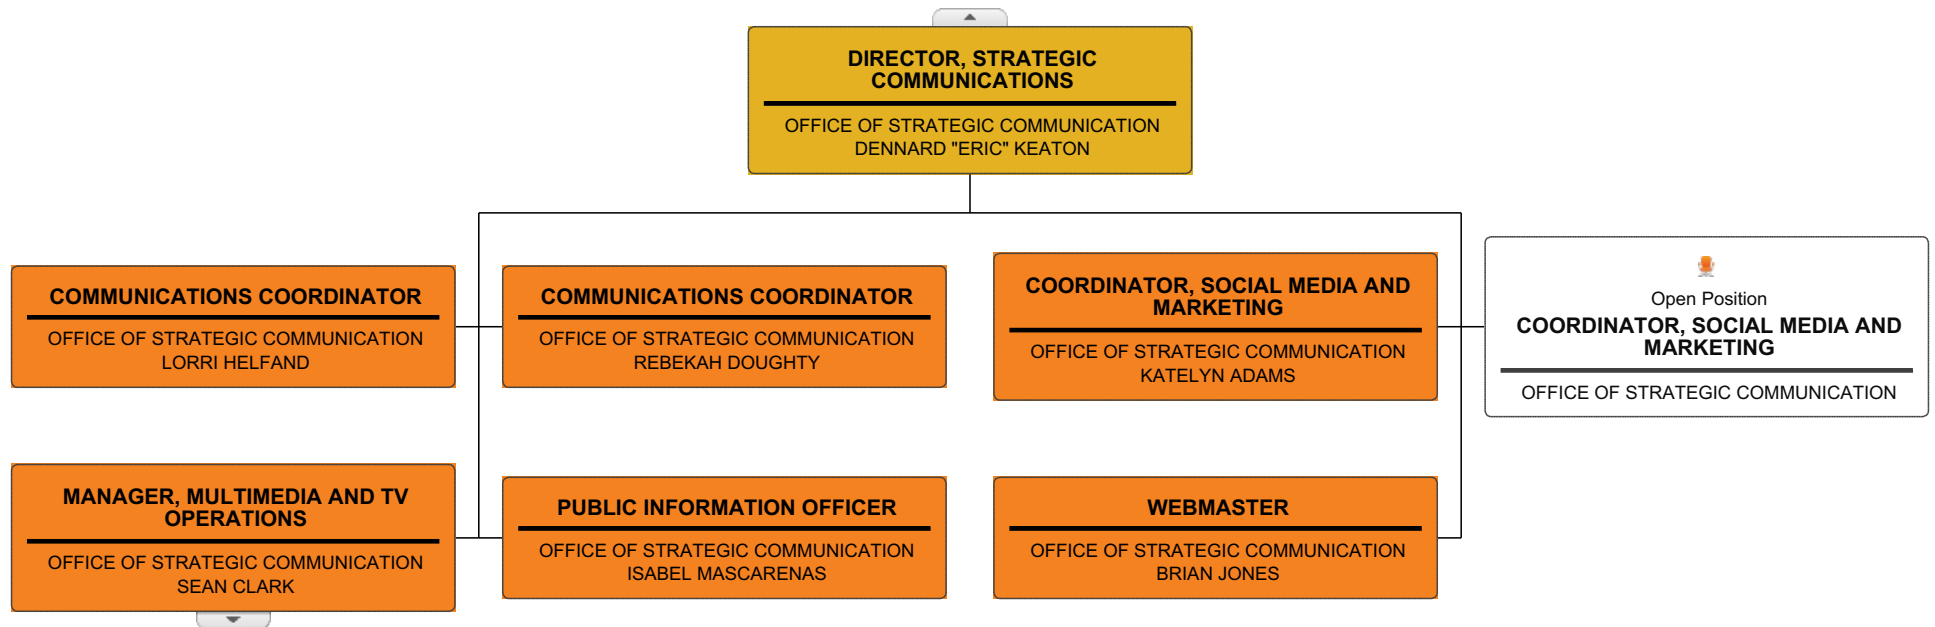 DIRECTOR, STRATEGIC
COMMUNICATIONS
OFFICE OF STRATEGIC COMMUNICATION
DENNARD "ERIC" KEATON
COMMUNICATIONS COORDINATOR
OFFICE OF STRATEGIC COMMUNICATION
LORRI HELFAND
COMMUNICATIONS COORDINATOR
OFFICE OF STRATEGIC COMMUNICATION
REBEKAH DOUGHTY
COORDINATOR, SOCIAL MEDIA AND
MARKETING
OFFICE OF STRATEGIC COMMUNICATION
KATELYN ADAMS
Open Position
COORDINATOR, SOCIAL MEDIA AND
MARKETING
OFFICE OF STRATEGIC COMMUNICATION
MANAGER, MULTIMEDIA AND TV
OPERATIONS
OFFICE OF STRATEGIC COMMUNICATION
SEAN CLARK
PUBLIC INFORMATION OFFICER
OFFICE OF STRATEGIC COMMUNICATION
ISABEL MASCARENAS
WEBMASTER
OFFICE OF STRATEGIC COMMUNICATION
BRIAN JONES